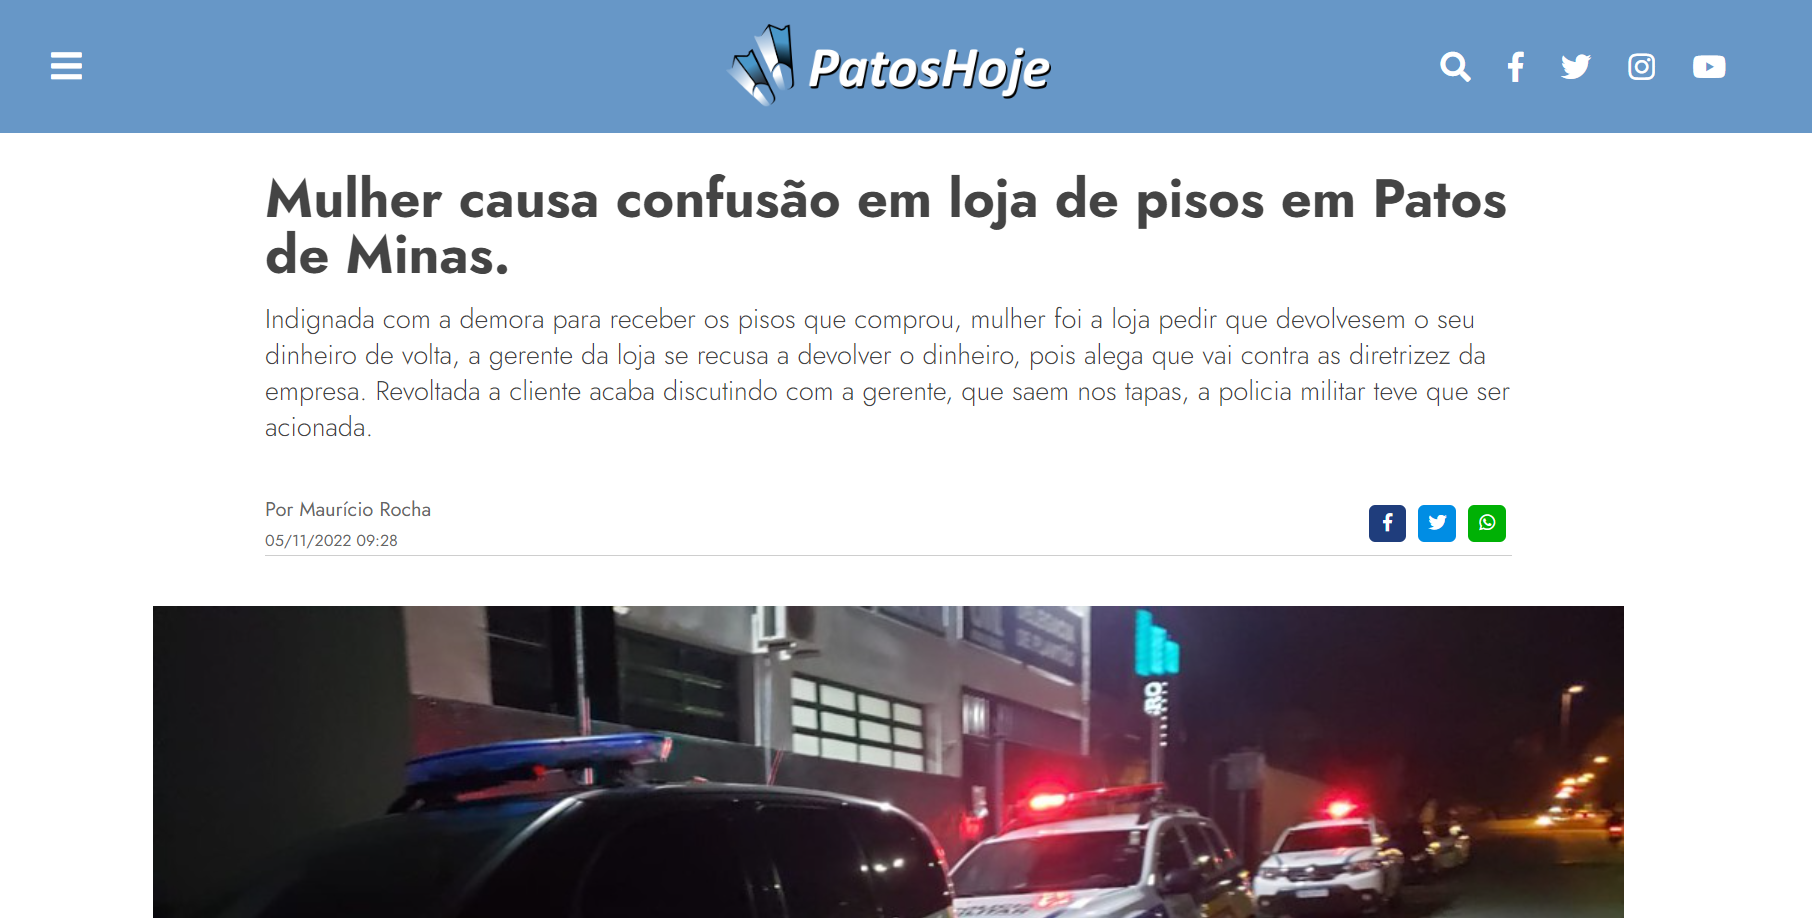 PatosHoje
Mulher causa confusão em loja de pisos em Patos
de Minas.
Indignada com a demora para receber os pisos que comprou, mulher foi a loja pedir que devolvesem o seu
dinheiro de volta, a gerente da loja se recusa a devolver o dinheiro, pois alega que vai contra as diretrizez da
empresa. Revoltada a cliente acaba discutindo com a gerente, que saem nos tapas, a policia militar teve que ser
acionada.
Por Maurício Rocha
05/11/2022 09:28
DELEGACIA
DE PLANTÃO